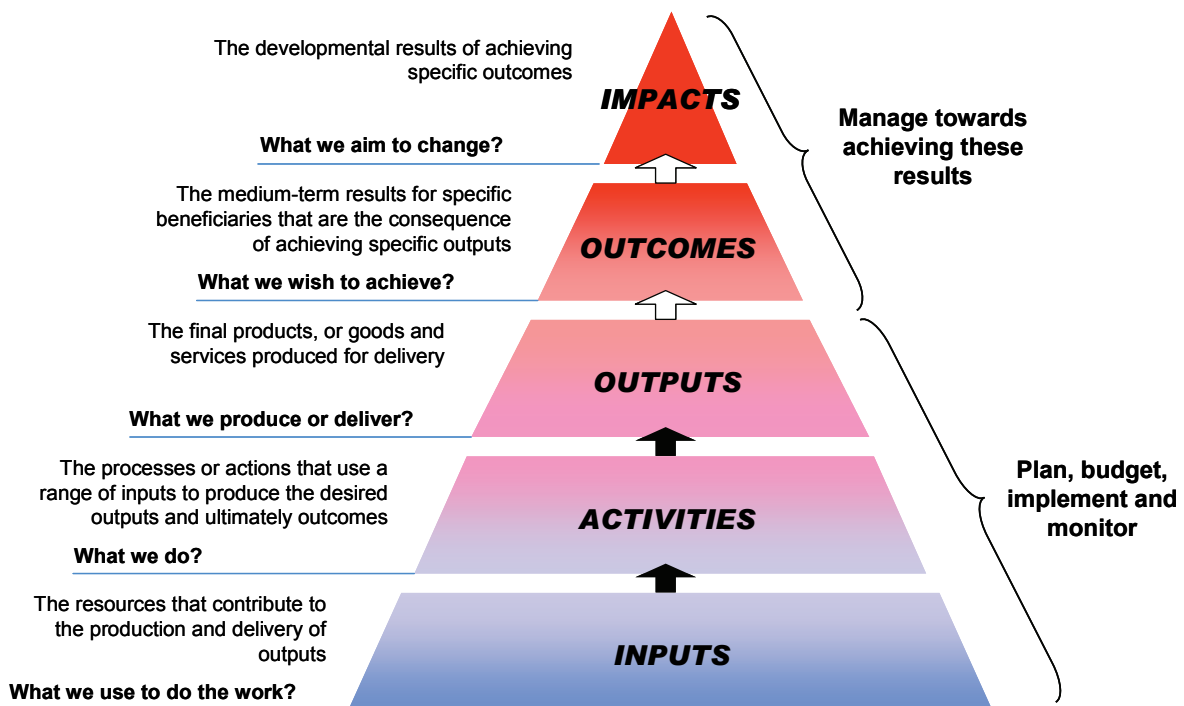 The developmental results of achieving
specific outcomes
IMPACTS
What we aim to change?
Manage towards
achieving these
results
The medium-term results for specific
beneficiaries that are the consequence
of achieving specific outputs
OUTCOMES
What we wish to achieve?
The final products, or goods and
services produced for delivery
OUTPUTS
What we produce or deliver?
The processes or actions that use a
range of inputs to produce the desired
outputs and ultimately outcomes
ACTIVITIES
What we do?
Plan, budget,
implement and
monitor
The resources that contribute to
the production and delivery of
outputs
INPUTS
What we use to do the work?